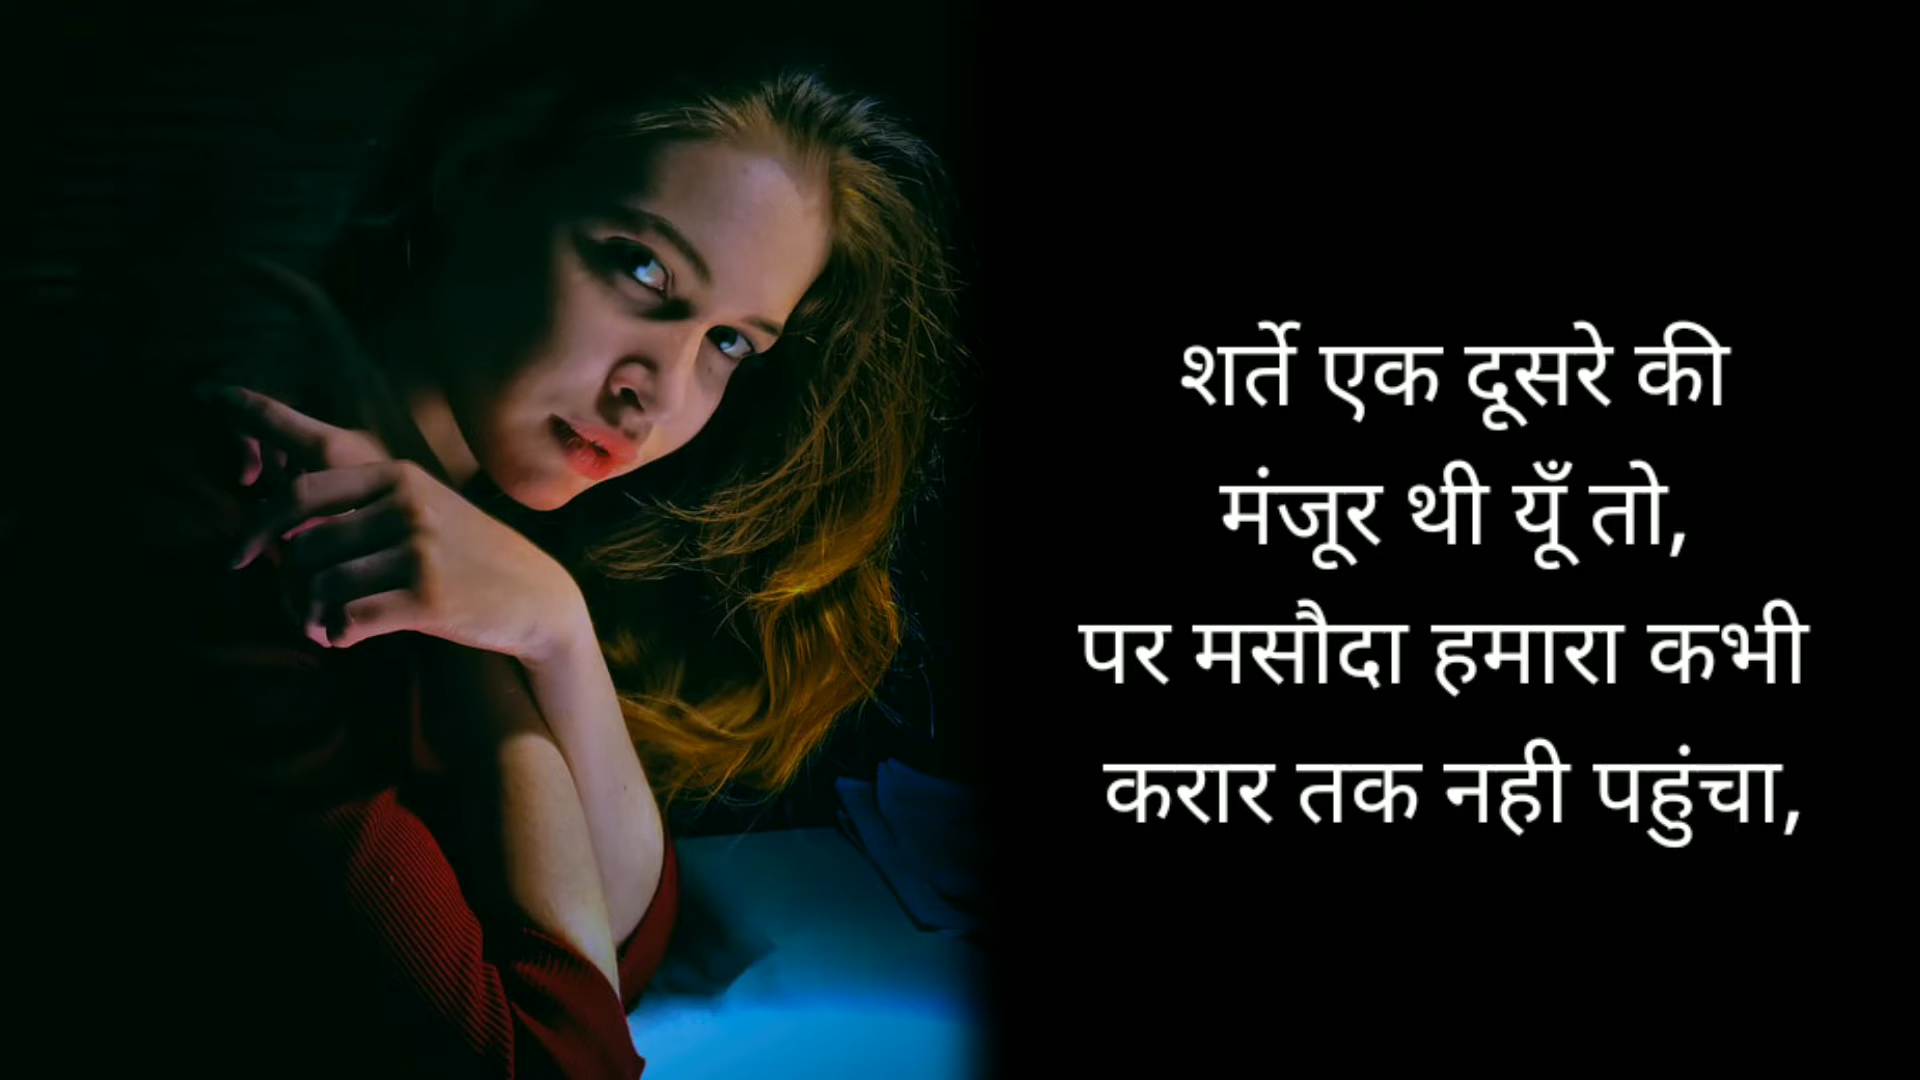 शर्ते एक दूसरे की
मंजूर थी यूँ तो,
पर मसौदा हमारा कभी
करार तक नही पहुंचा,